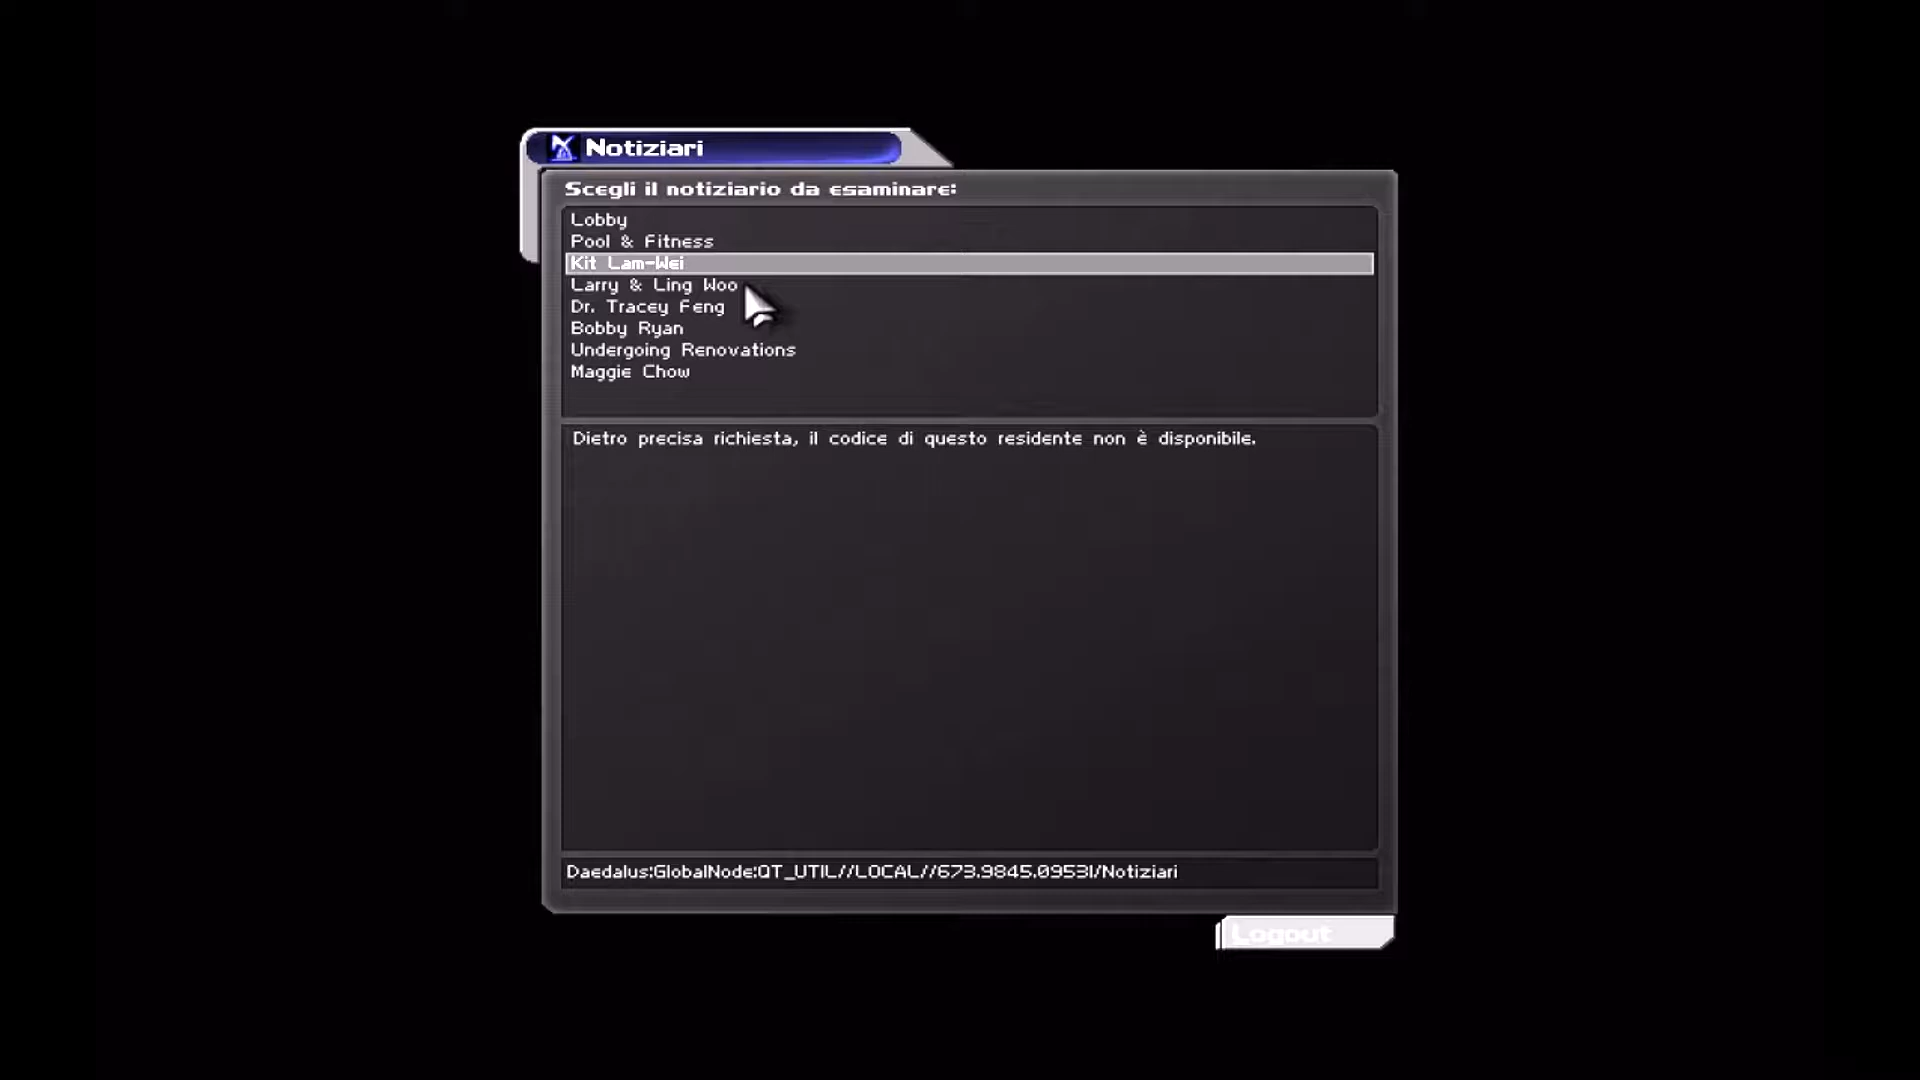 Notiziari
Scegli il notiziario da esaminare:
Lobby
Pool & Fitness
Kit Lam-Wei
Larry & Ling Woo
Dr. Tracey Feng
Bobby Ryan
Undergoing Renovations
Maggie Chow
Dietro precisa richiesta, il codice di questo residente non è disponibile.
Daedalus:GlobalNode:QT_UTIL//LOCAL//673.9845.09531/Notiziari
Logout